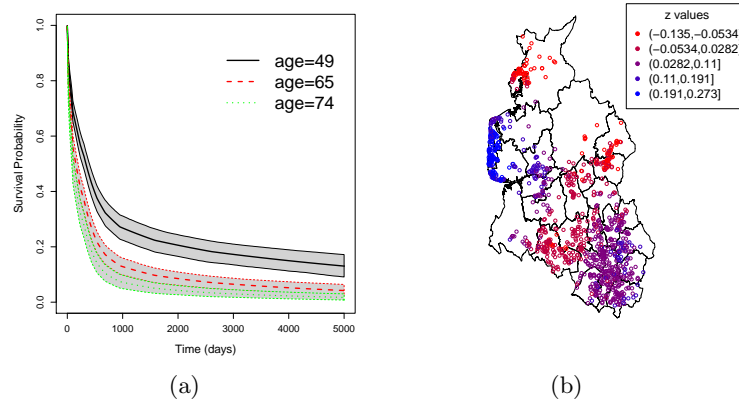 Survival Probability
1.0
0.8
0.6
0.4
0.2
0.0
age=49
age=65
age=74
0 1000 2000 3000 4000 5000
Time (days)
(a)
z values
(−0.135,−0.0534
(−0.0534,0.0282
(0.0282,0.11]
(0.11,0.191]
(0.191,0.273]
(b)